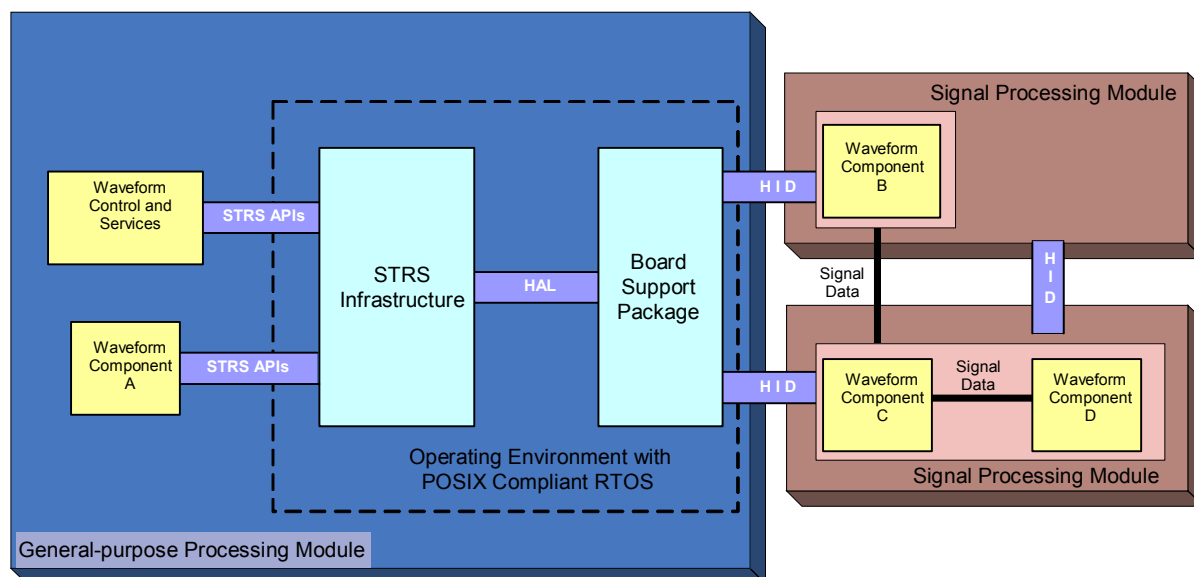 Signal Processing Module
Waveform
Component
B
H I D
Waveform
Control and
Services
STRS APIs
STRS
Infrastructure
HAL
Board
Support
Package
Signal
Data
H
I
D
Waveform
Component
A
STRS APIs
H I D
Waveform
Component
C
Signal
Data
Waveform
Component
D
Signal Processing Module
Operating Environment with
POSIX Compliant RTOS
General-purpose Processing Module